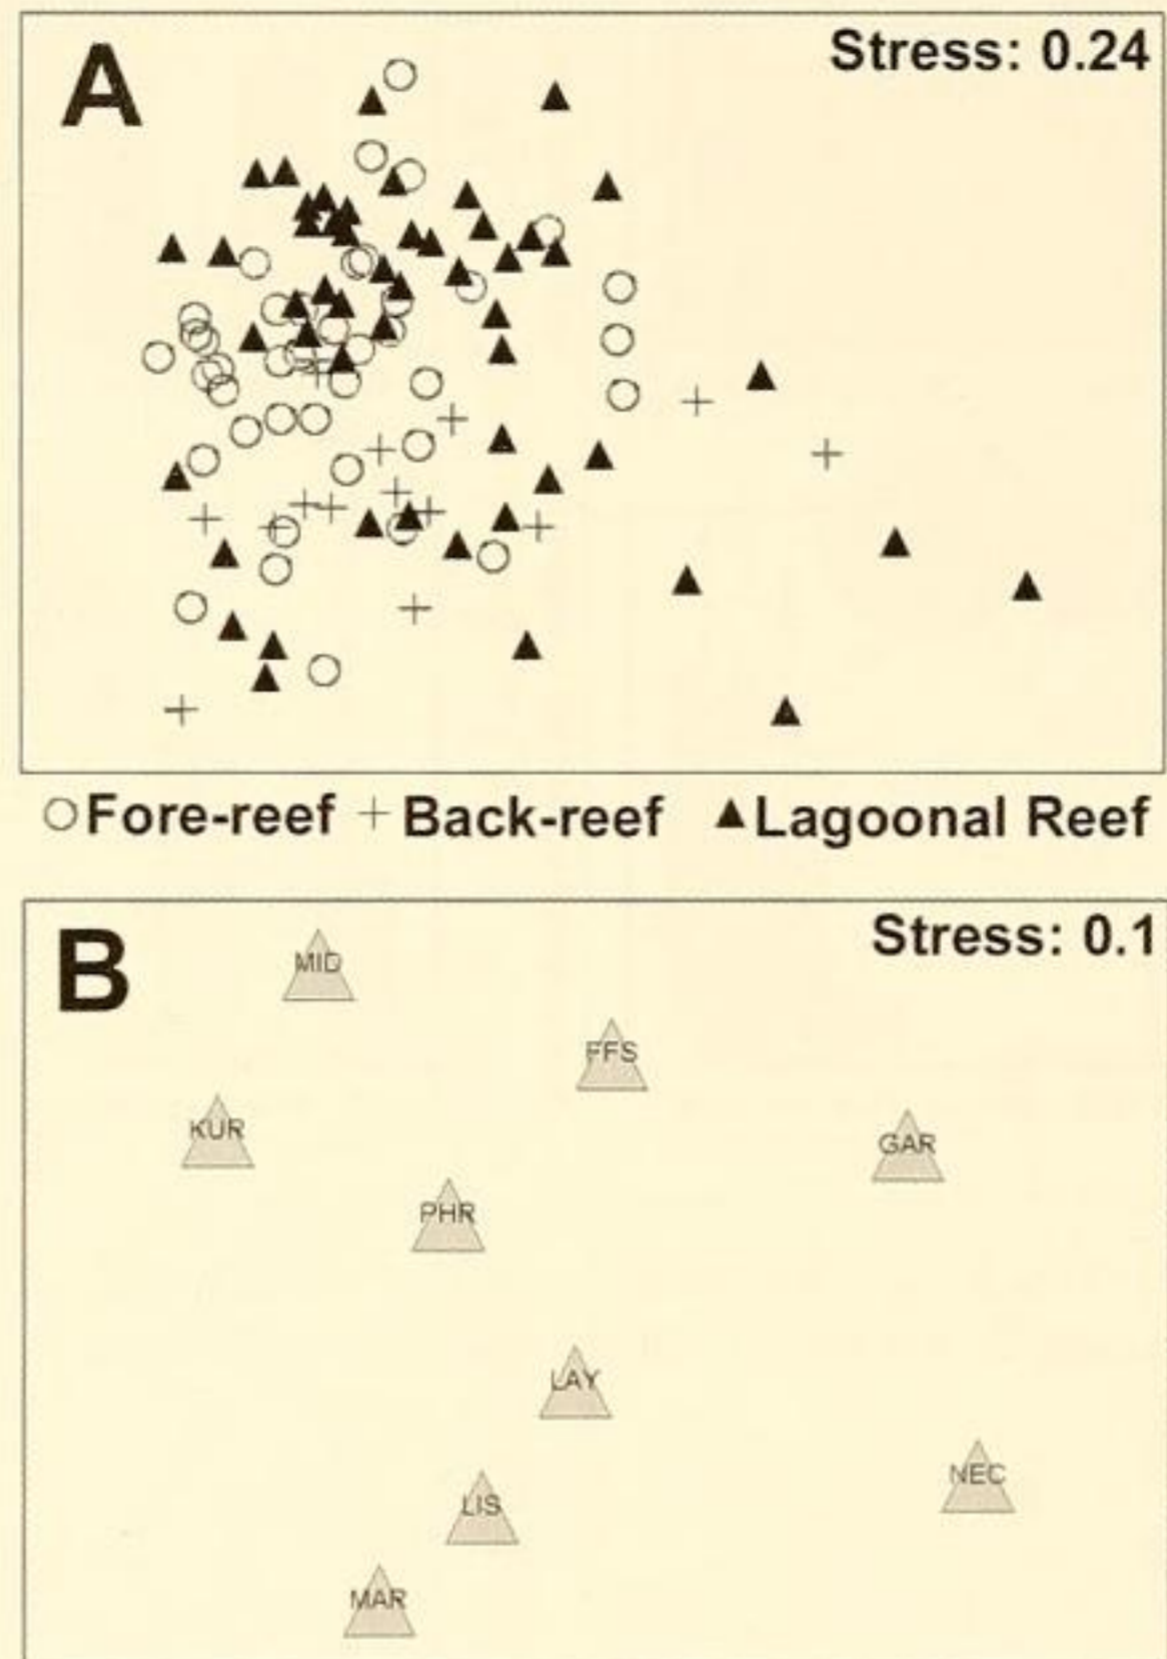 A
Stress: 0.24
Fore-reef
Back-reef
Lagoonal Reef
B
Stress: 0.1
MID
FFS
KUR
GAR
PHR
LAY
NEC
LIS
MAR